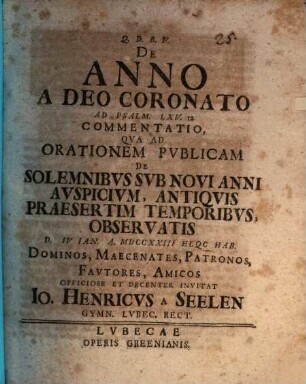 Q. D. B. V.
25
DE
ANNO
A DEO CORONATO
AD PSALM. LXV. 12.
COMMENTATIO,
QVA AD
ORATIONEM PVBLICAM
DE
SOLEMNIBVS SVB NOVI ANNI
AVSPICIVM, ANTIQVIS
PRAESERTIM TEMPORIBVS,
OBSERVATIS
D. IV IAN. A. MDCCXXIII HEQC HAB.
DOMINOS, MAECENATES, PATRONOS,
FAVTORES, AMICOS
OFFICIOSE ET DECENTER INVITAT
IO. HENRICVS A SEELEN
GYMN. LVBEC. RECT.
LVBECAE
OPERIS GREENIANIS.